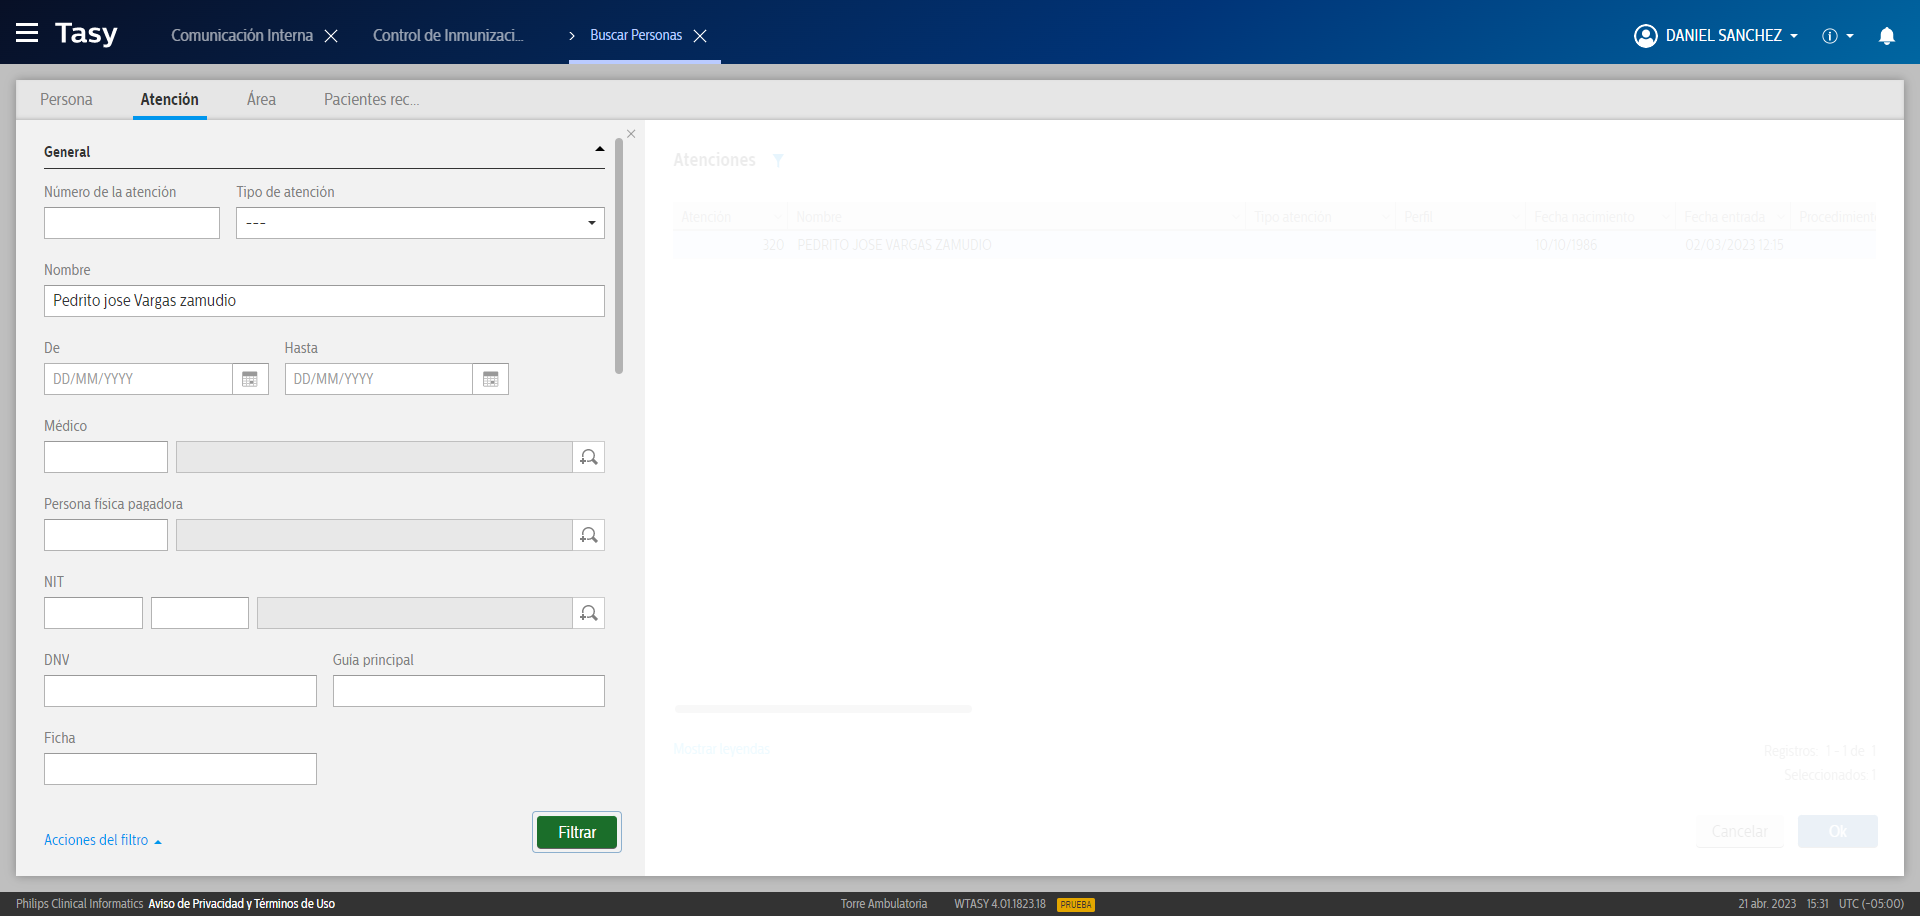 Tasy
Comunicación Interna
Control de Inmunizaci...
Buscar Personas
DANIEL SANCHEZ
Persona
Atención
Área
Pacientes rec...
General
Número de la atención
Tipo de atención
---
Nombre
Pedrito jose Vargas zamudio
De
Hasta
DD/MM/YYYY
DD/MM/YYYY
Médico
Persona física pagadora
NIT
DNV
Guía principal
Ficha
Acciones del filtro
Filtrar
Atenciones
Atención
Nombre
Tipo atención
Perfil
Fecha nacimiento
Fecha entrada
Procedimient
320
PEDRITO JOSE VARGAS ZAMUDIO
10/10/1986
02/03/2023 12:15
Mostrar leyendas
Registros 1 - 1 de 1
Seleccionados 1
Cancelar
Ok
Philips Clinical Informatics Aviso de Privacidad y Términos de Uso
Torre Ambulatoria
WTASY 4.01.1823.18
PRUEBA
21 abr. 2023 15:31 UTC (-05:00)